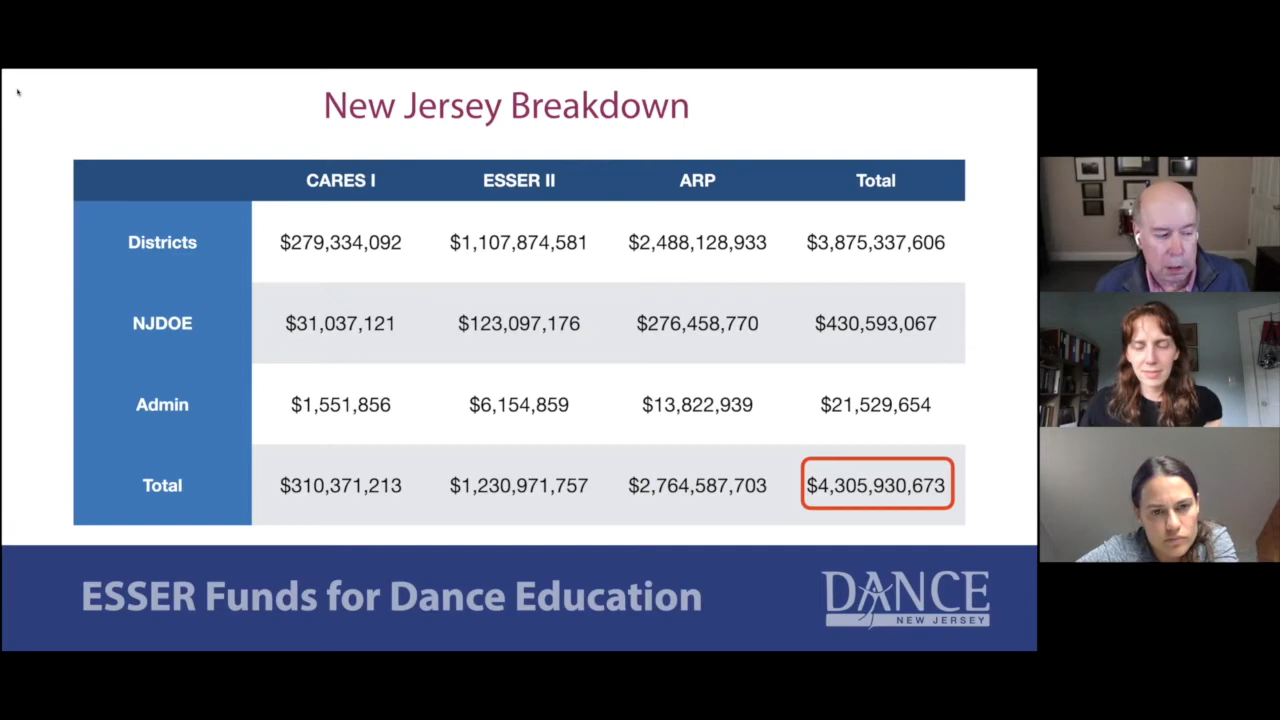 New Jersey Breakdown
CARES I ESSER II ARP Total
Districts $279,334,092 $1,107,874,581 $2,488,128,933 $3,875,337,606
NJDOE $31,037,121 $123,097,176 $276,458,770 $430,593,067
Admin $1,551,856 $6,154,859 $13,822,939 $21,529,654
Total $310,371,213 $1,230,971,757 $2,764,587,703 $4,305,930,673
ESSER Funds for Dance Education
DANCE
NEW JERSEY